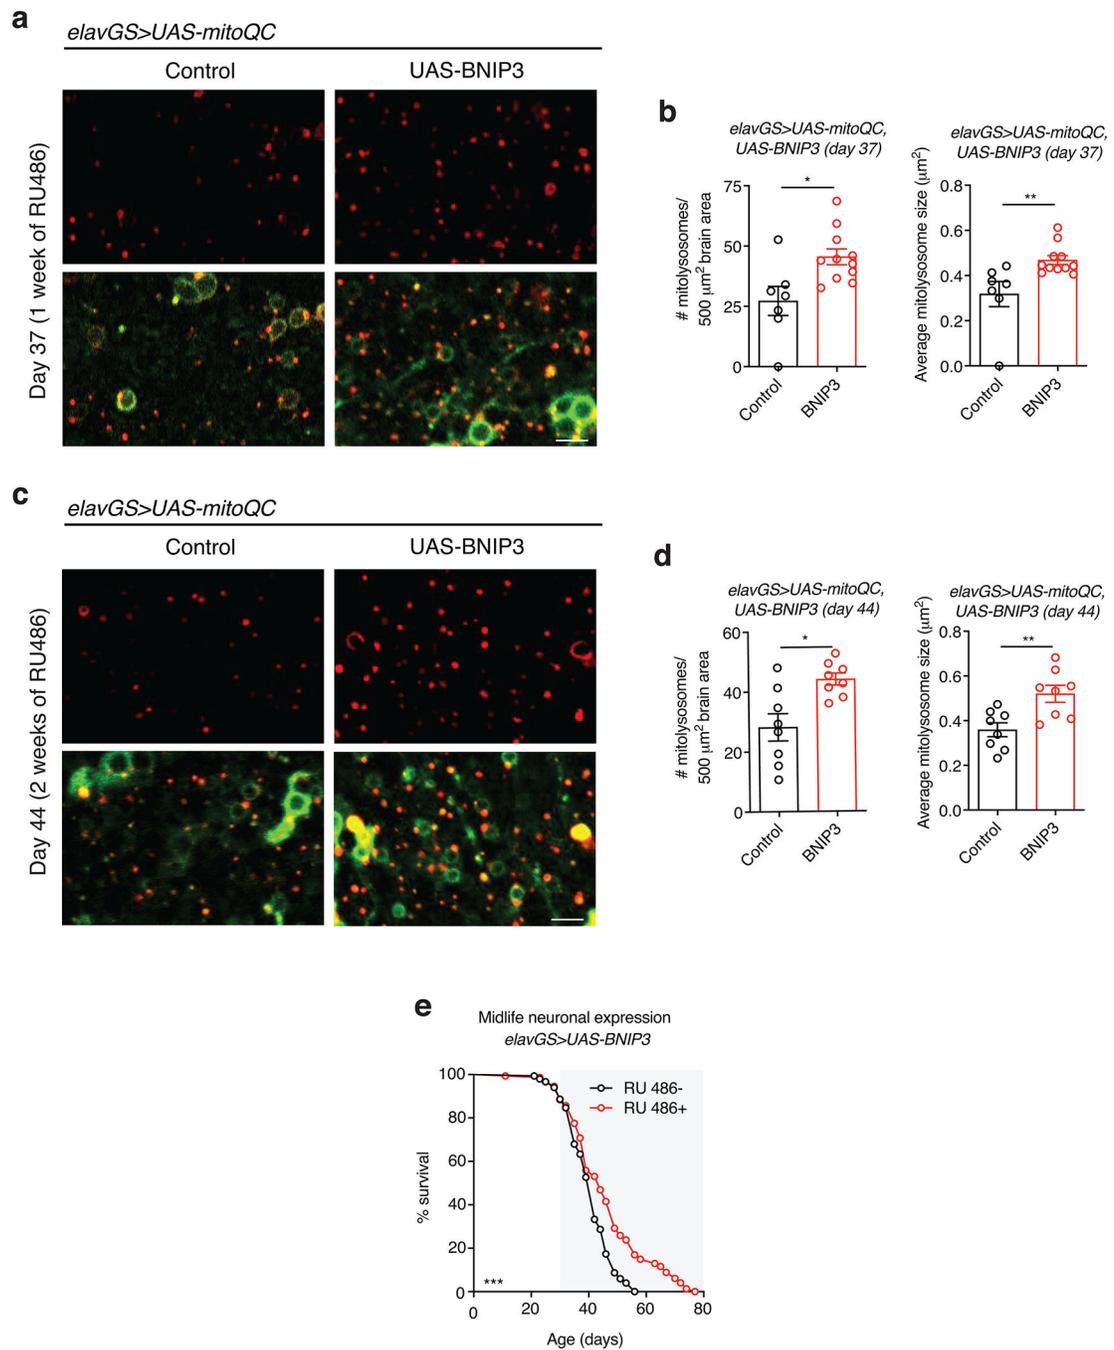 a
elavGS>UAS-mitoQC
Control
UAS-BNIP3
Day 37 (1 week of RU486)
b
elavGS>UAS-mitoQC,
UAS-BNIP3 (day 37)
# mitolysosomes/
500 μm2 brain area
75
50
25
0
*
Control
BNIP3
elavGS>UAS-mitoQC,
UAS-BNIP3 (day 37)
Average mitolysosome size (μm2)
0.8
0.6
0.4
0.2
0.0
**
Control
BNIP3
c
elavGS>UAS-mitoQC
Control
UAS-BNIP3
Day 44 (2 weeks of RU486)
d
elavGS>UAS-mitoQC,
UAS-BNIP3 (day 44)
# mitolysosomes/
500 μm2 brain area
60
40
20
0
*
Control
BNIP3
elavGS>UAS-mitoQC,
UAS-BNIP3 (day 44)
Average mitolysosome size (μm2)
0.8
0.6
0.4
0.2
0.0
**
Control
BNIP3
e
Midlife neuronal expression
elavGS>UAS-BNIP3
% survival
100
80
60
40
20
0
RU 486-
RU 486+
***
0
20
40
60
80
Age (days)